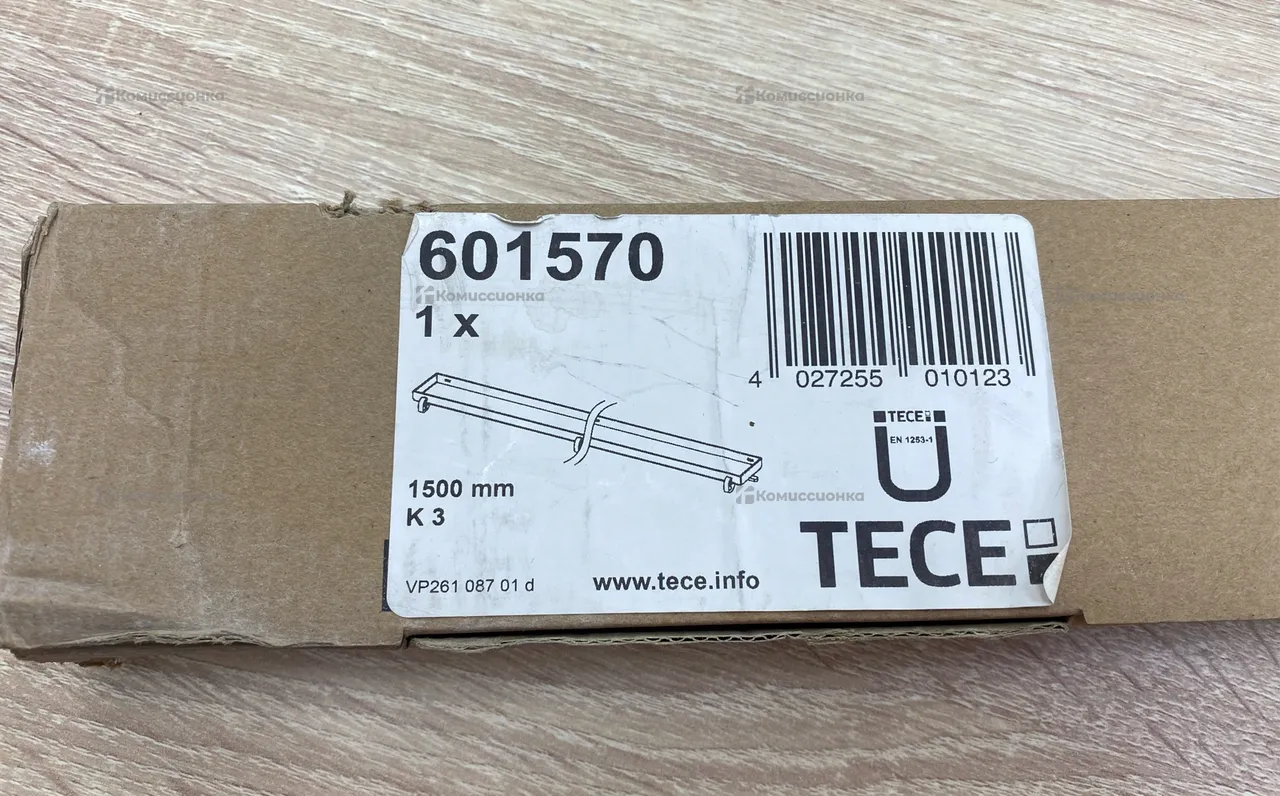 Комиссионка
Комиссионка
601570
Комиссионка
1 x
4 027255 010123
TECE
EN 1253-1
1500 mm
K 3
Комиссионка
TECE
VP261 087 01 d
www.tece.info